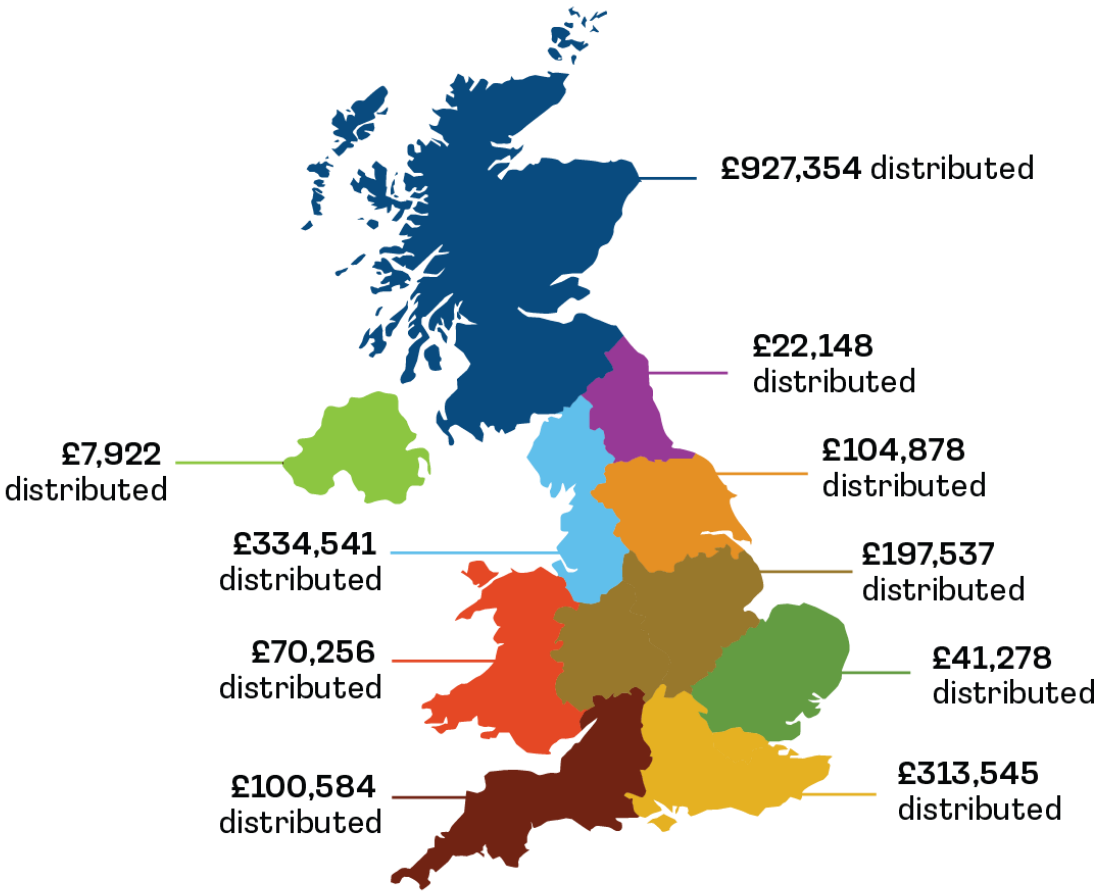 £927,354 distributed
£22,148
distributed
£7,922
distributed
£104,878
distributed
£334,541
distributed
£197,537
distributed
£70,256
distributed
£41,278
distributed
£100,584
distributed
£313,545
distributed